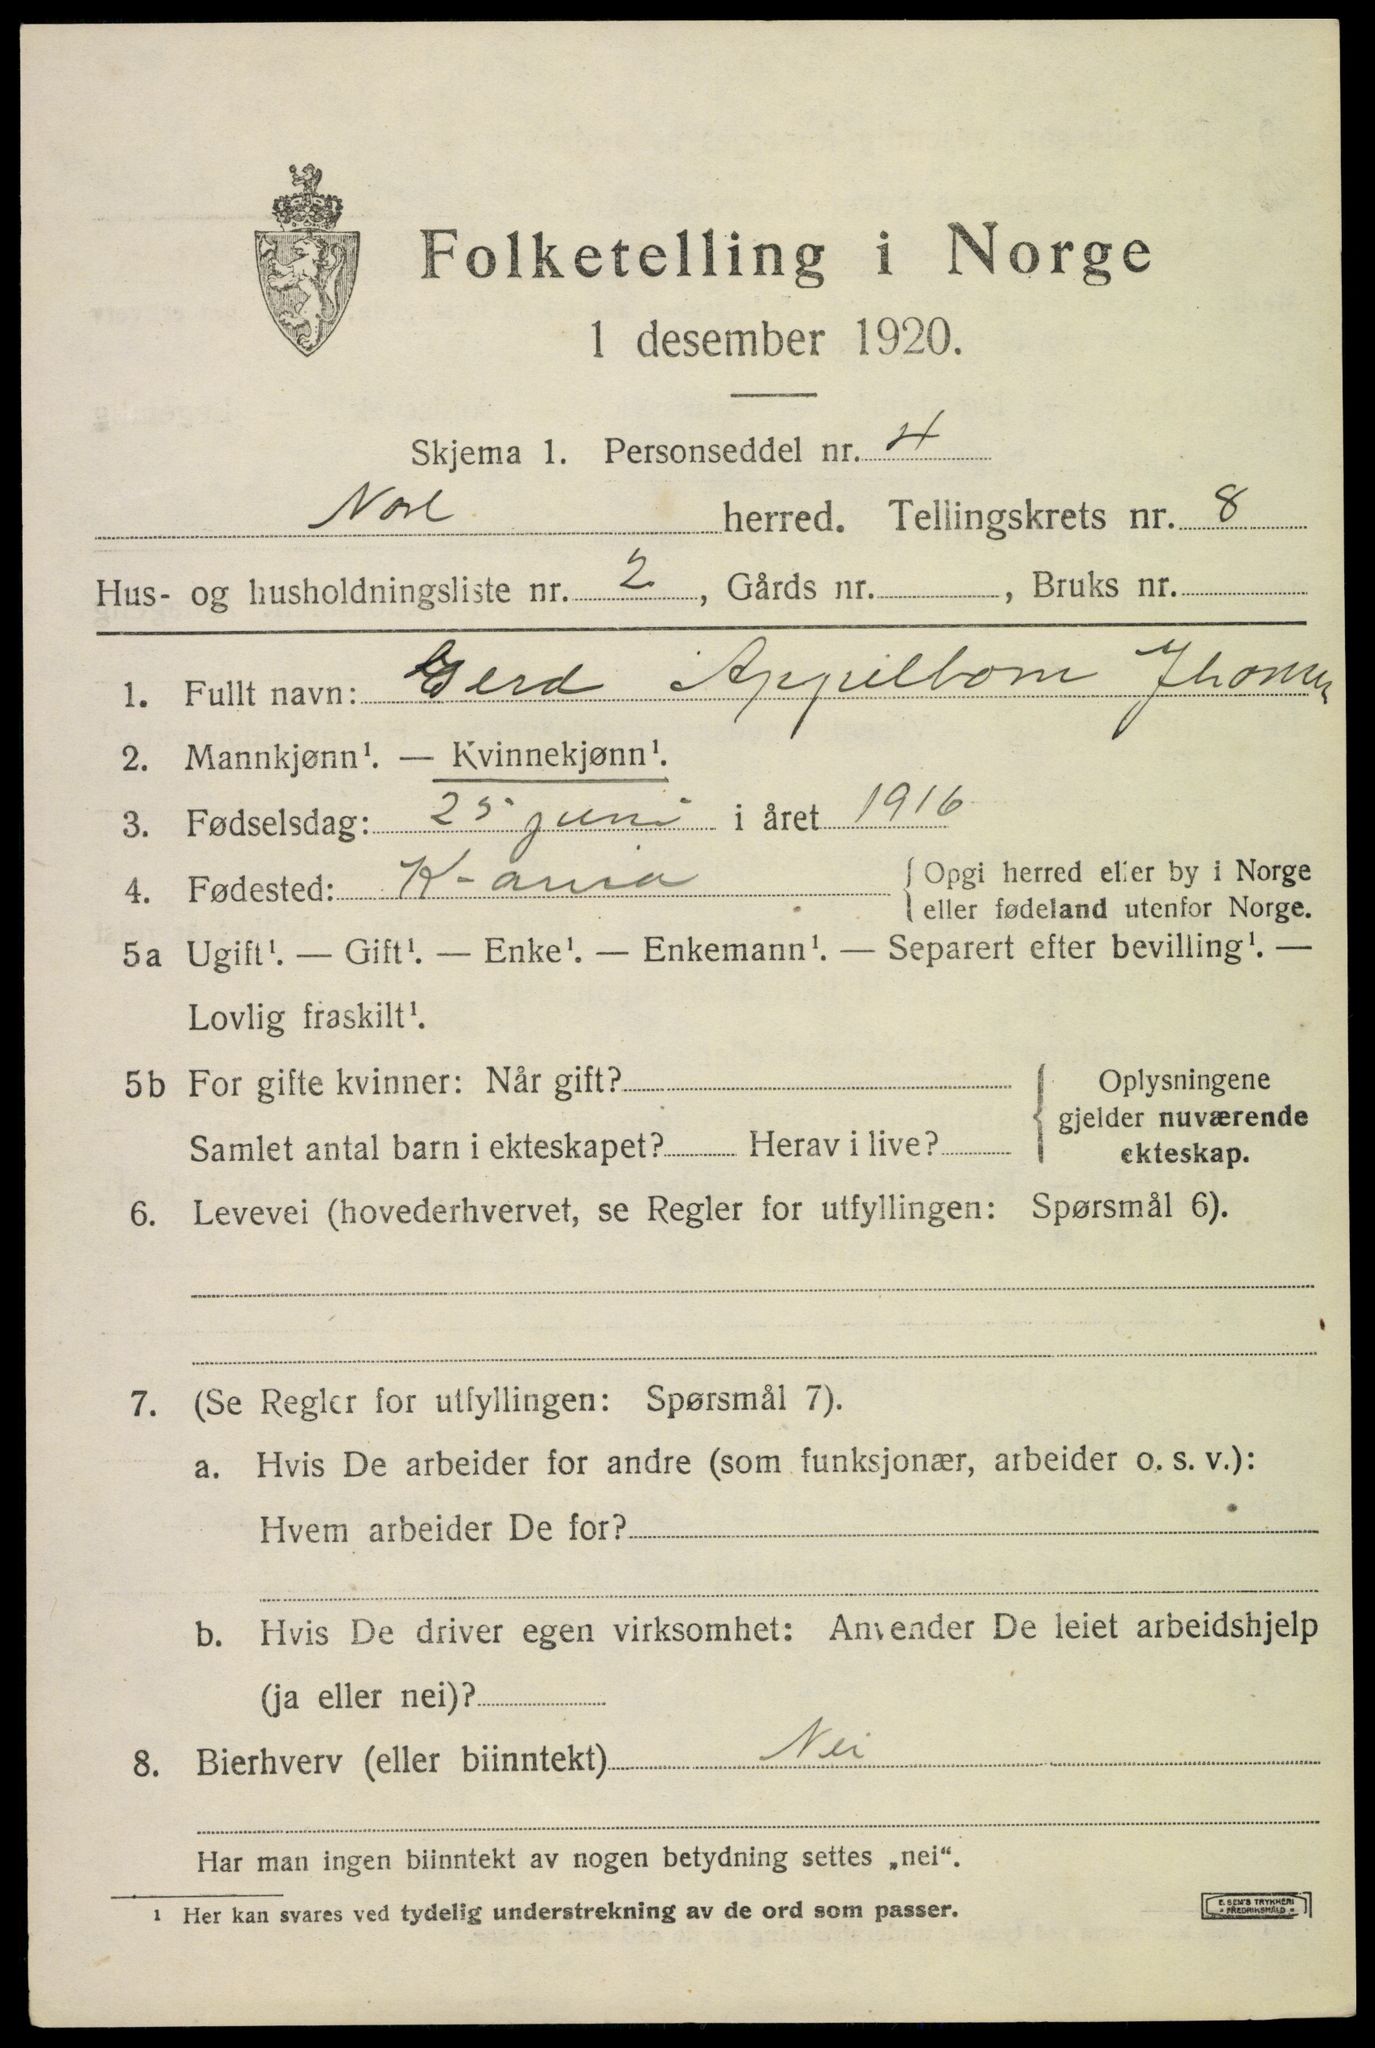 Folketelling i Norge
1 desember 1920.
Skjema 1. Personseddel nr. 4
herred. Tellingskrets nr. 8
Hus- og husholdningsliste nr. 2, Gårds nr. , Bruks nr.
1. Fullt navn: Gerd Appelbom
2. Mannkjønn¹. — Kvinnekjønn¹.
3. Fødselsdag: 25 juni i året 1916
4. Fødested: K-ania { Opgi herred eller by i Norge
eller fødeland utenfor Norge.
5a Ugift¹. — Gift¹. — Enke¹. — Enkemann¹. — Separert efter bevilling¹. —
Lovlig fraskilt¹.
5b For gifte kvinner: Når gift? Oplysningene
gjelder nuværende
Samlet antal barn i ekteskapet? Herav i live? ekteskap.
6. Levevei (hovederhvervet, se Regler for utfyllingen: Spørsmål 6).
7. (Se Regler for utfyllingen: Spørsmål 7).
a. Hvis De arbeider for andre (som funksjonær, arbeider o. s. v.):
Hvem arbeider De for?
b. Hvis De driver egen virksomhet: Anvender De leiet arbeidshjelp
(ja eller nei)?
8. Bierhverv (eller biinntekt) Nei
Har man ingen biinntekt av nogen betydning settes „nei“.
¹ Her kan svares ved tydelig understrekning av de ord som passer.
E. SEM'S TRYKKERI
FREDRIKSHALD